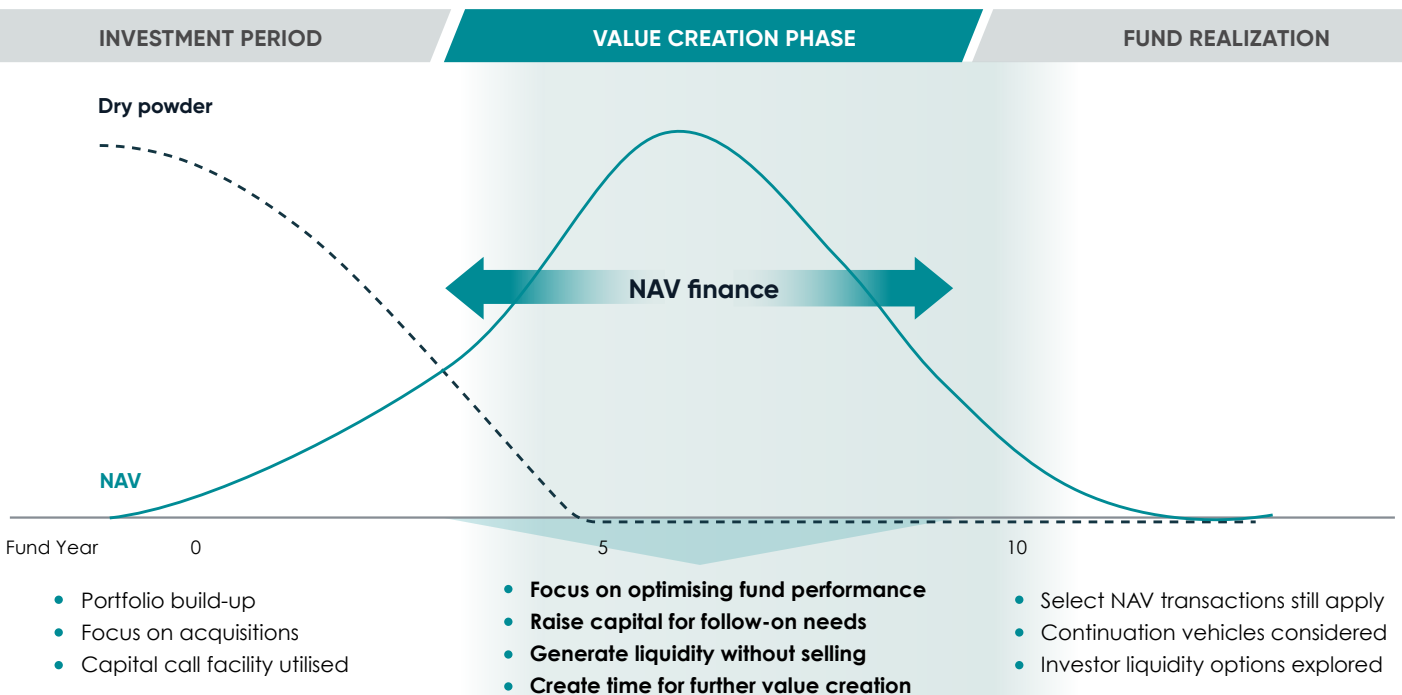 INVESTMENT PERIOD
VALUE CREATION PHASE
FUND REALIZATION
Dry powder
NAV finance
NAV
Fund Year
0
5
10
Portfolio build-up
Focus on acquisitions
Capital call facility utilised
Focus on optimising fund performance
Raise capital for follow-on needs
Generate liquidity without selling
Create time for further value creation
Select NAV transactions still apply
Continuation vehicles considered
Investor liquidity options explored